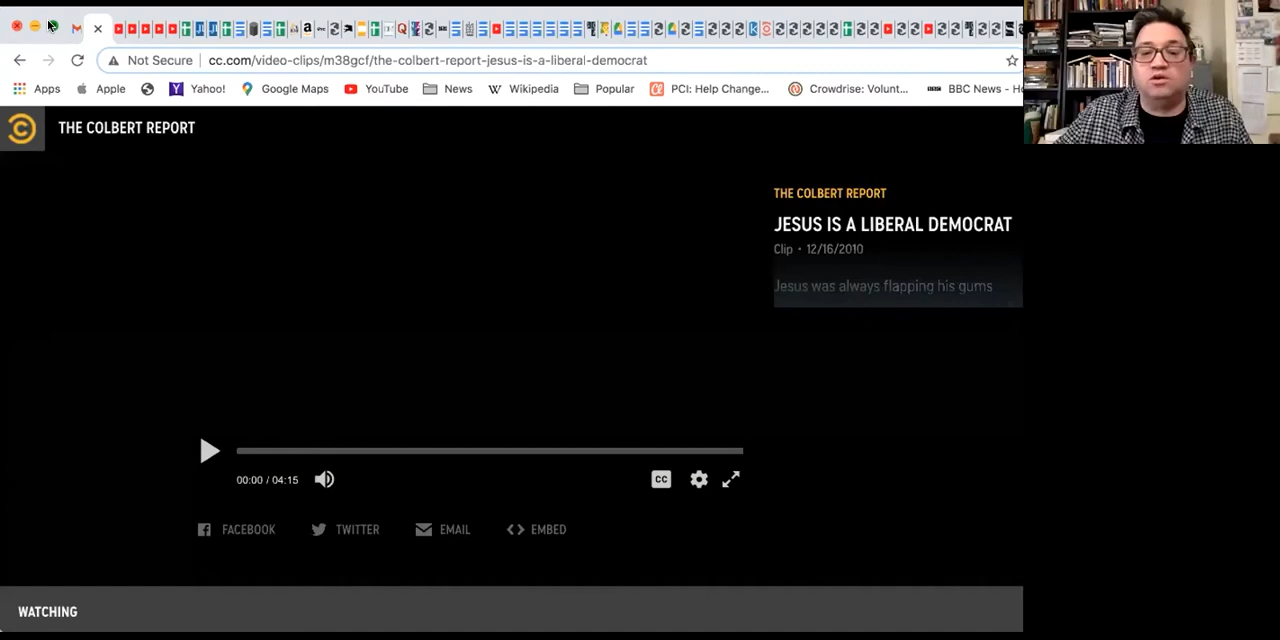 Not Secure
cc.com/video-clips/m38gcf/the-colbert-report-jesus-is-a-liberal-democrat
Apps
Apple
Yahoo!
Google Maps
YouTube
News
Wikipedia
Popular
PCI: Help Change...
Crowdrise: Volunt...
BBC News - Ho
THE COLBERT REPORT
THE COLBERT REPORT
JESUS IS A LIBERAL DEMOCRAT
Clip • 12/16/2010
Jesus was always flapping his gums
00:00 / 04:15
CC
FACEBOOK
TWITTER
EMAIL
EMBED
WATCHING